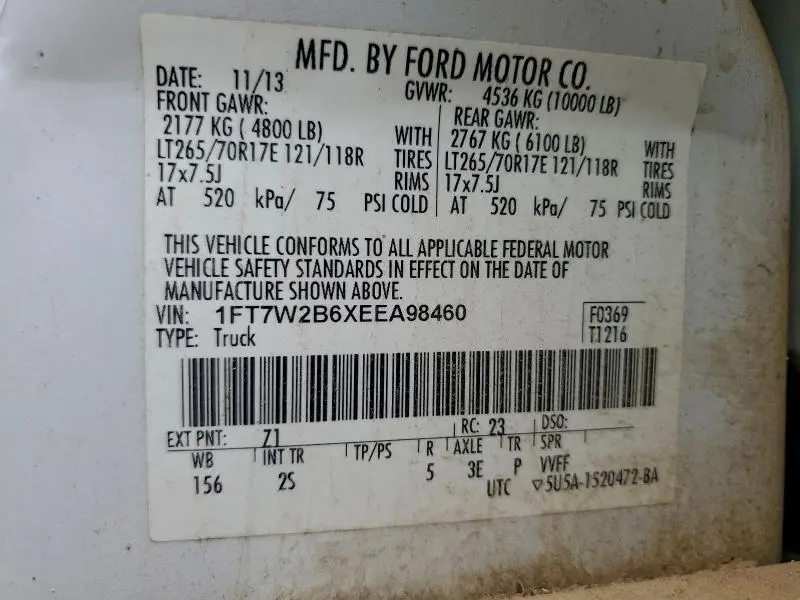 MFD. BY FORD MOTOR CO.
DATE: 11/13 GVWR: 4536 KG (10000 LB)
FRONT GAWR: REAR GAWR:
2177 KG ( 4800 LB) WITH 2767 KG ( 6100 LB) WITH
LT265/70R17E 121/118R TIRES LT265/70R17E 121/118R TIRES
17x7.5J RIMS 17x7.5J RIMS
AT 520 kPa/ 75 PSI COLD AT 520 kPa/ 75 PSI COLD
THIS VEHICLE CONFORMS TO ALL APPLICABLE FEDERAL MOTOR
VEHICLE SAFETY STANDARDS IN EFFECT ON THE DATE OF
MANUFACTURE SHOWN ABOVE.
VIN: 1FT7W2B6XEEA98460 F0369
TYPE: Truck T1216
EXT PNT: Z1 RC: 23 DSO:
WB INT TR TP/PS R AXLE TR SPR
156 2S 5 3E P VVFF
UTC ▽5U5A-1520472-BA